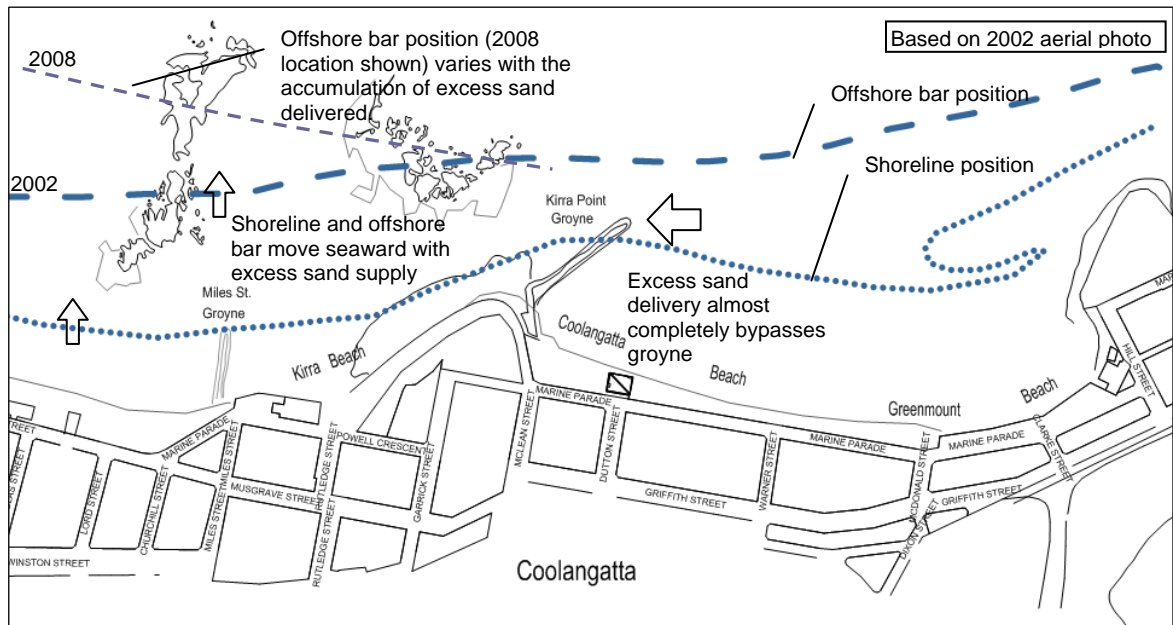 2008
Offshore bar position (2008
location shown) varies with the
accumulation of excess sand
delivered.
Based on 2002 aerial photo
Offshore bar position
Shoreline position
2002
Kirra Point
Groyne
Shoreline and offshore
bar move seaward with
excess sand supply
Miles St.
Groyne
Excess sand
delivery almost
completely bypasses
groyne
Kirra Beach
Coolangatta
Beach
Greenmount
Beach
HILL STREET
MARINE PARADE
MARINE PARADE
MARINE PARADE
MARINE PARADE
STREET
POWELL CRESCENT
MUSGRAVE STREET
LORD STREET
CHURCHILL STREET
MILES STREET
MILES STREET
RUTLEDGE STREET
RUTLEDGE STREET
GARRICK STREET
MCLEAN STREET
DUTTON STREET
WARNER STREET
MCDONALD STREET
CLARKE STREET
GRIFFITH STREET
GRIFFITH STREET
DIXON STREET
WINSTON STREET
Coolangatta